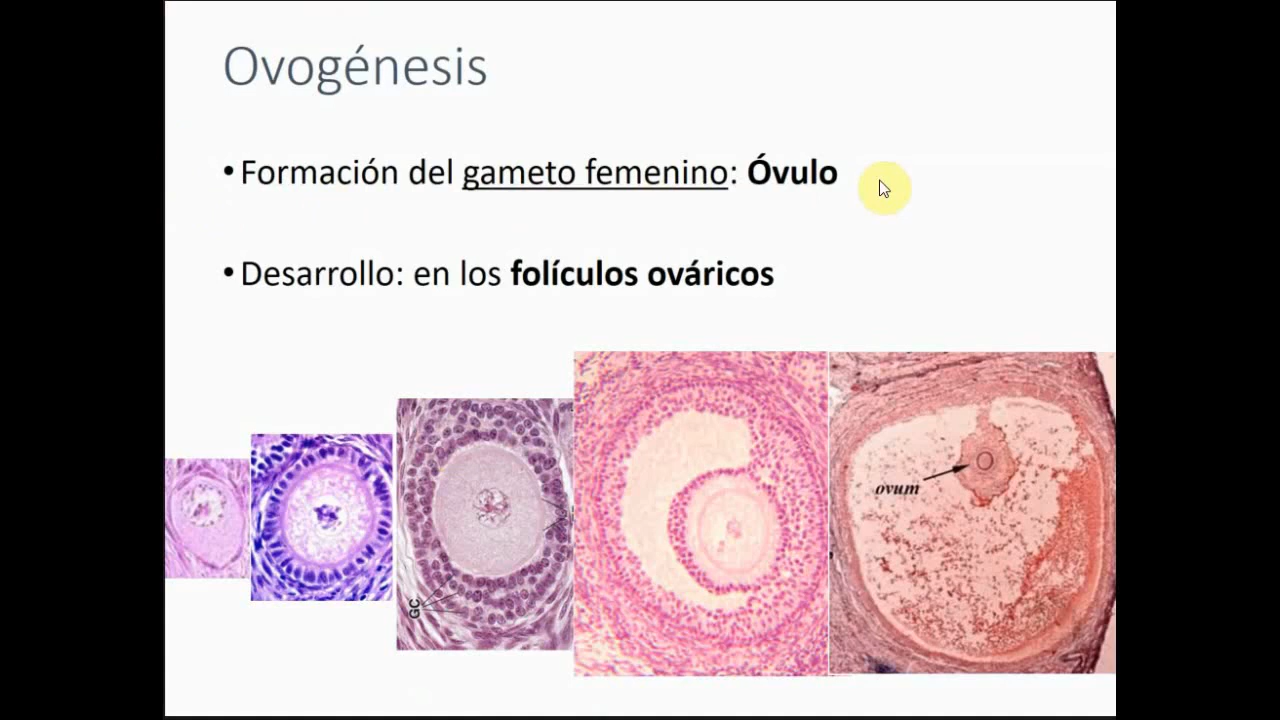 Ovogénesis
• Formación del gameto femenino: Óvulo
• Desarrollo: en los folículos ováricos
ovum
GC